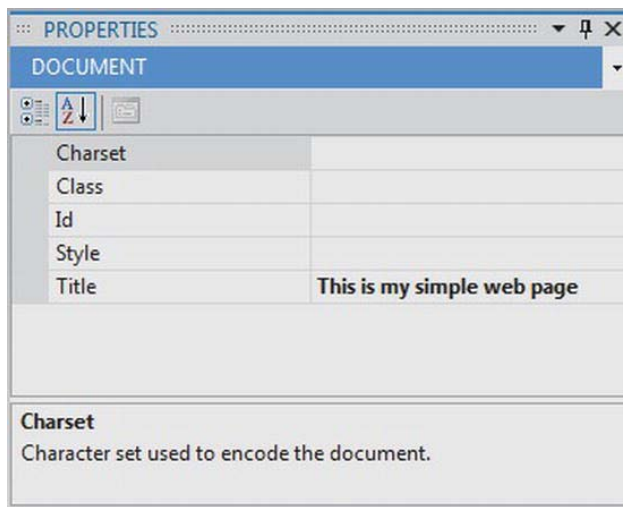 PROPERTIES
DOCUMENT
AZ
Charset
Class
Id
Style
Title This is my simple web page
Charset
Character set used to encode the document.